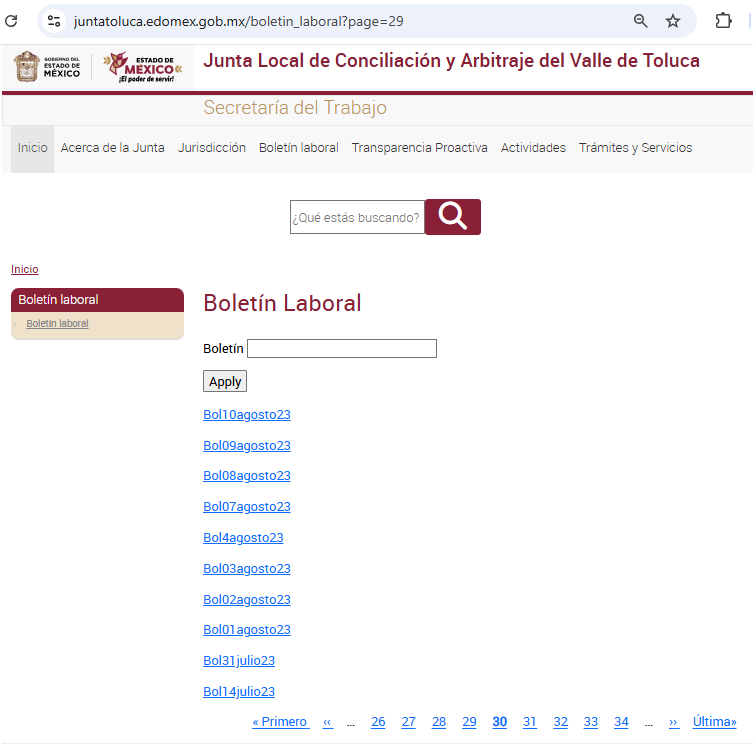 juntatoluca.edomex.gob.mx/boletin_laboral?page=29
GOBIERNO DEL
ESTADO DE
MÉXICO
ESTADO DE
MÉXICO
¡El poder de servir!
Junta Local de Conciliación y Arbitraje del Valle de Toluca
Secretaría del Trabajo
Inicio Acerca de la Junta Jurisdicción Boletín laboral Transparencia Proactiva Actividades Trámites y Servicios
¿Qué estás buscando?
Inicio
Boletín laboral
Boletín laboral
Boletín Laboral
Boletín
Apply
Bol10agosto23
Bol09agosto23
Bol08agosto23
Bol07agosto23
Bol4agosto23
Bol03agosto23
Bol02agosto23
Bol01agosto23
Bol31julio23
Bol14julio23
« Primero ‹‹ … 26 27 28 29 30 31 32 33 34 … ›› Última»